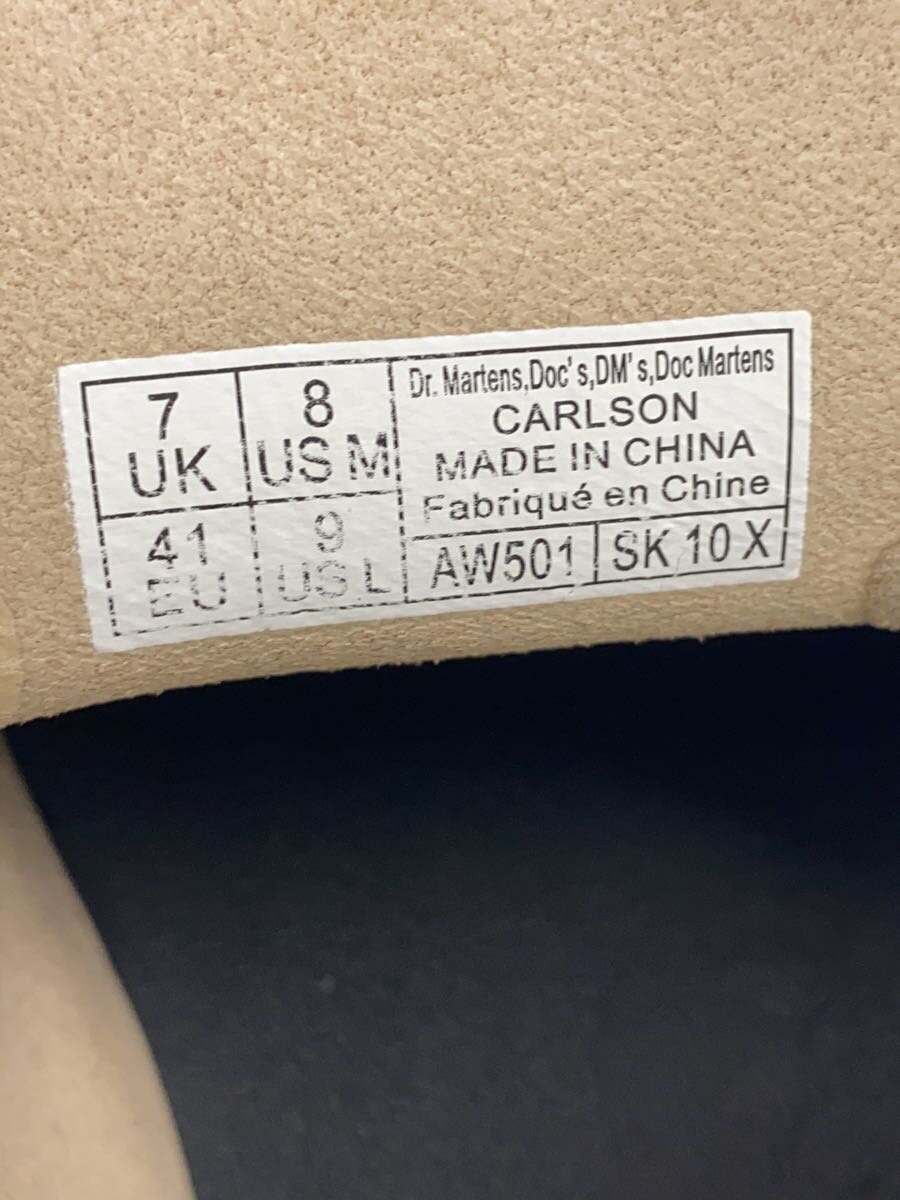 7
UK
8
US M
41
EU
9
US L
Dr. Martens,Doc's,DM's,Doc Martens
CARLSON
MADE IN CHINA
Fabriqué en Chine
AW501
SK 10 X